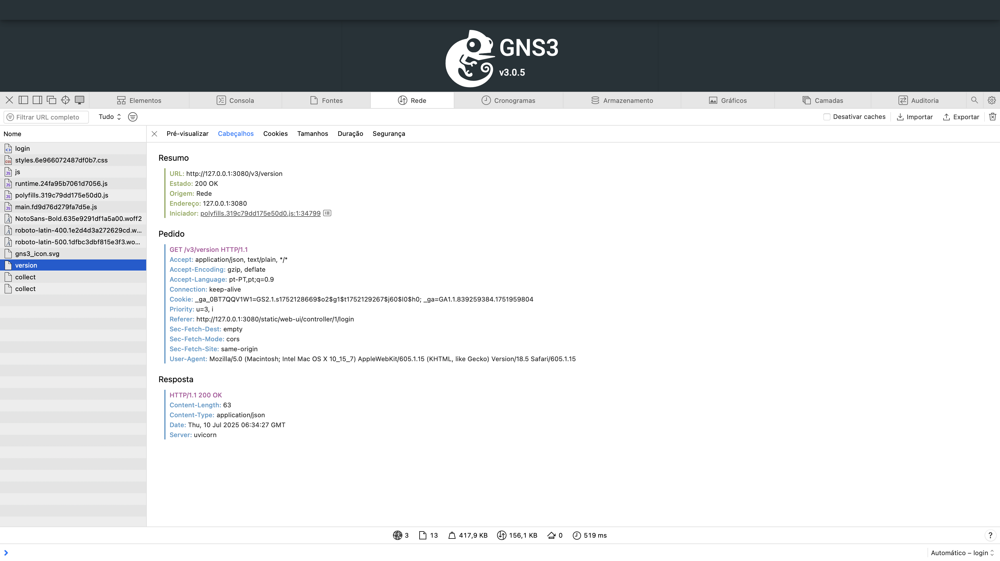 GNS3
v3.0.5
Elementos
Consola
Fontes
Rede
Cronogramas
Armazenamento
Gráficos
Camadas
Auditoria
Filtrar URL completo
Tudo
Desativar caches
Importar
Exportar
Nome
Pré-visualizar
Cabeçalhos
Cookies
Tamanhos
Duração
Segurança
login
styles.6e966072487df0b7.css
js
runtime.24fa95b7061d7056.js
polyfills.319c79dd175e50d0.js
main.fd9d76d279fa7d5e.js
NotoSans-Bold.635e9291df1a5a00.woff2
roboto-latin-400.1e2d4d3a272629cd.w...
roboto-latin-500.1dfbc3dbf815e3f3.wo...
gns3_icon.svg
version
collect
collect
Resumo
URL: http://127.0.0.1:3080/v3/version
Estado: 200 OK
Origem: Rede
Endereço: 127.0.0.1:3080
Iniciador: polyfills.319c79dd175e50d0.js:1:34799
Pedido
GET /v3/version HTTP/1.1
Accept: application/json, text/plain, */*
Accept-Encoding: gzip, deflate
Accept-Language: pt-PT,pt;q=0.9
Connection: keep-alive
Cookie: _ga_0BT7QQV1W1=GS2.1.s1752128669$o2$g1$t1752129267$j60$l0$h0; _ga=GA1.1.839259384.1751959804
Priority: u=3, i
Referer: http://127.0.0.1:3080/static/web-ui/controller/1/login
Sec-Fetch-Dest: empty
Sec-Fetch-Mode: cors
Sec-Fetch-Site: same-origin
User-Agent: Mozilla/5.0 (Macintosh; Intel Mac OS X 10_15_7) AppleWebKit/605.1.15 (KHTML, like Gecko) Version/18.5 Safari/605.1.15
Resposta
HTTP/1.1 200 OK
Content-Length: 63
Content-Type: application/json
Date: Thu, 10 Jul 2025 06:34:27 GMT
Server: uvicorn
3
13
417,9 KB
156,1 KB
0
519 ms
?
Automático – login